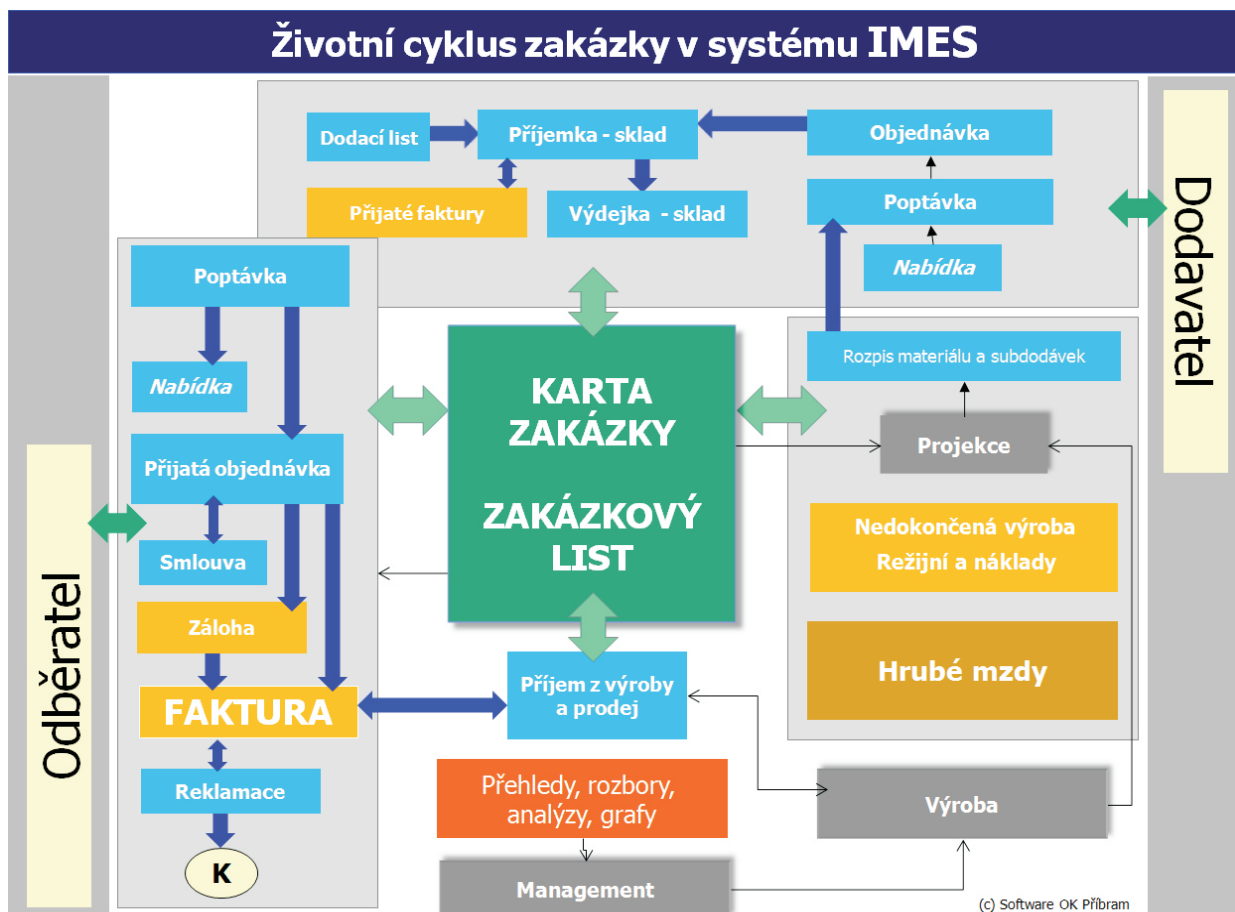 Životní cyklus zakázky v systému IMES
Dodací list
Příjemka - sklad
Objednávka
Přijaté faktury
Výdejka - sklad
Poptávka
Nabídka
Dodavatel
Poptávka
Nabídka
Přijatá objednávka
Smlouva
Záloha
FAKTURA
Reklamace
K
Odběratel
KARTA
ZAKÁZKY
ZAKÁZKOVÝ
LIST
Rozpis materiálu a subdodávek
Projekce
Nedokončená výroba
Režijní a náklady
Hrubé mzdy
Příjem z výroby
a prodej
Přehledy, rozbory,
analýzy, grafy
Výroba
Management
(c) Software OK Příbram